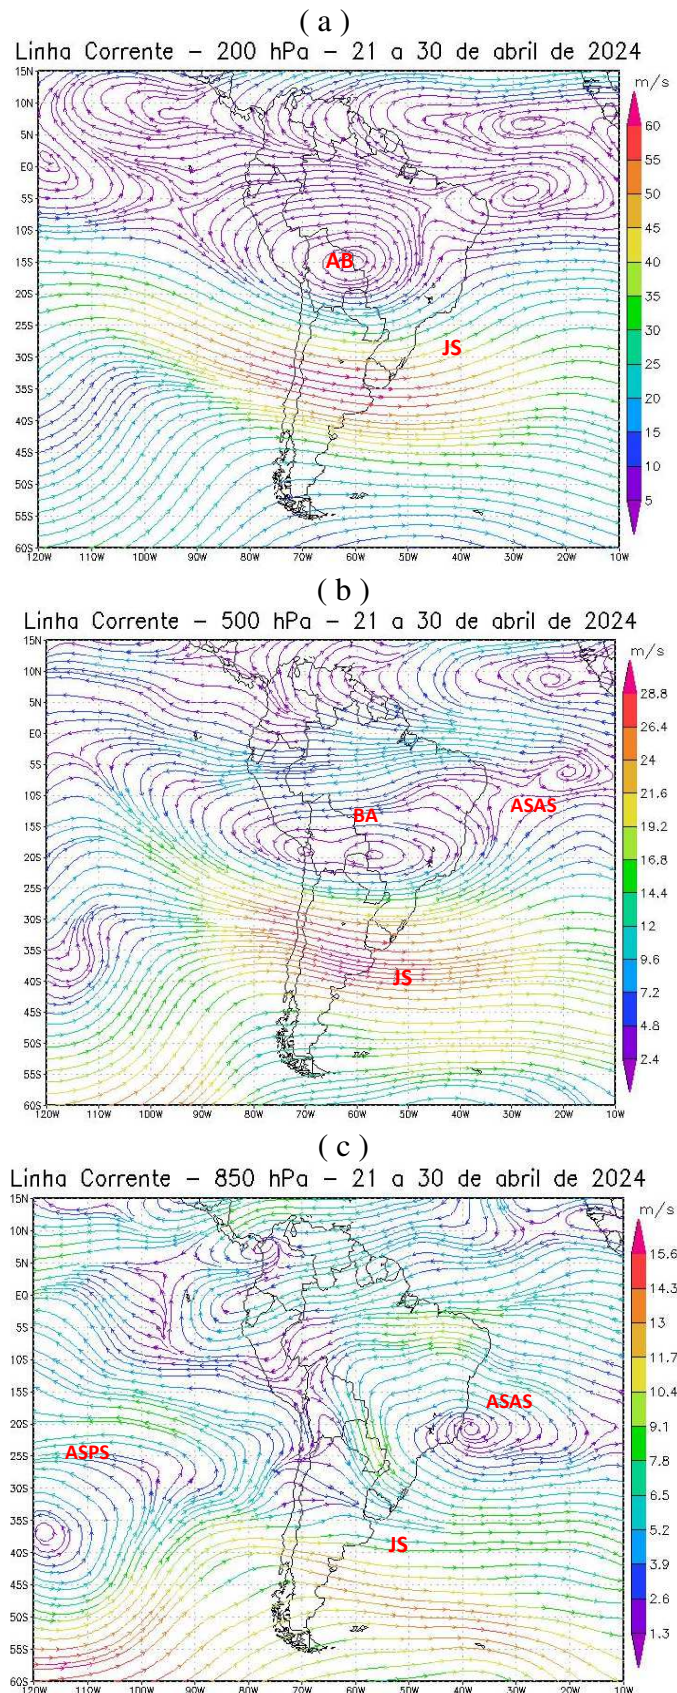 ( a )
Linha Corrente – 200 hPa – 21 a 30 de abril de 2024
m/s
15N
10N
5N
EQ
5S
10S
15S
20S
25S
30S
35S
40S
45S
50S
55S
60S
120W 110W 100W 90W 80W 70W 60W 50W 40W 30W 20W 10W
AB
JS
60
55
50
45
40
35
30
25
20
15
10
5
( b )
Linha Corrente – 500 hPa – 21 a 30 de abril de 2024
m/s
15N
10N
5N
EQ
5S
10S
15S
20S
25S
30S
35S
40S
45S
50S
55S
60S
120W 110W 100W 90W 80W 70W 60W 50W 40W 30W 20W 10W
ASAS
BA
JS
28.8
26.4
24
21.6
19.2
16.8
14.4
12
9.6
7.2
4.8
2.4
( c )
Linha Corrente – 850 hPa – 21 a 30 de abril de 2024
m/s
15N
10N
5N
EQ
5S
10S
15S
20S
25S
30S
35S
40S
45S
50S
55S
60S
120W 110W 100W 90W 80W 70W 60W 50W 40W 30W 20W 10W
ASAS
ASPS
JS
15.6
14.3
13
11.7
10.4
9.1
7.8
6.5
5.2
3.9
2.6
1.3